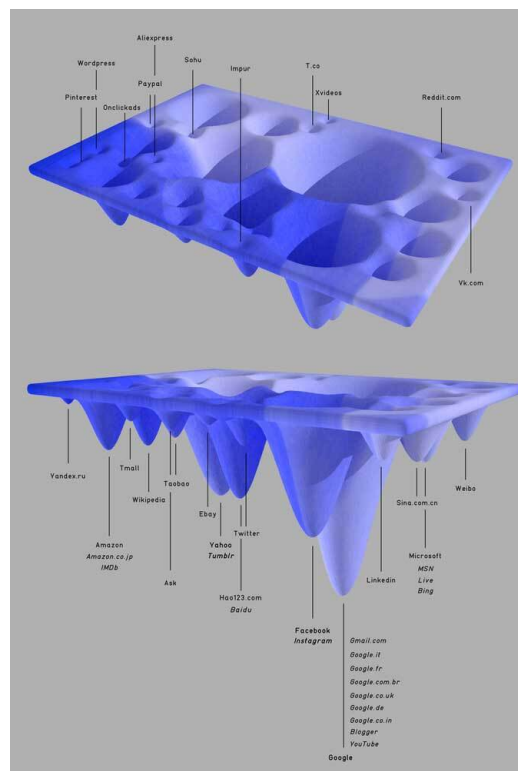 Aliexpress
Wordpress
Sohu
Impur
T.co
Paypal
Pinterest
Xvideos
Reddit.com
Onclickads
Vk.com
Yandex.ru
Tmall
Taobao
Wikipedia
Ebay
Sina.com.cn
Weibo
Amazon
Amazon.co.jp
IMDb
Yahoo
Tumblr
Twitter
Microsoft
MSN
Live
Bing
Ask
Linkedin
Hao123.com
Baidu
Facebook
Instagram
Gmail.com
Google.it
Google.fr
Google.com.br
Google.co.uk
Google.de
Google.co.in
Blogger
YouTube
Google